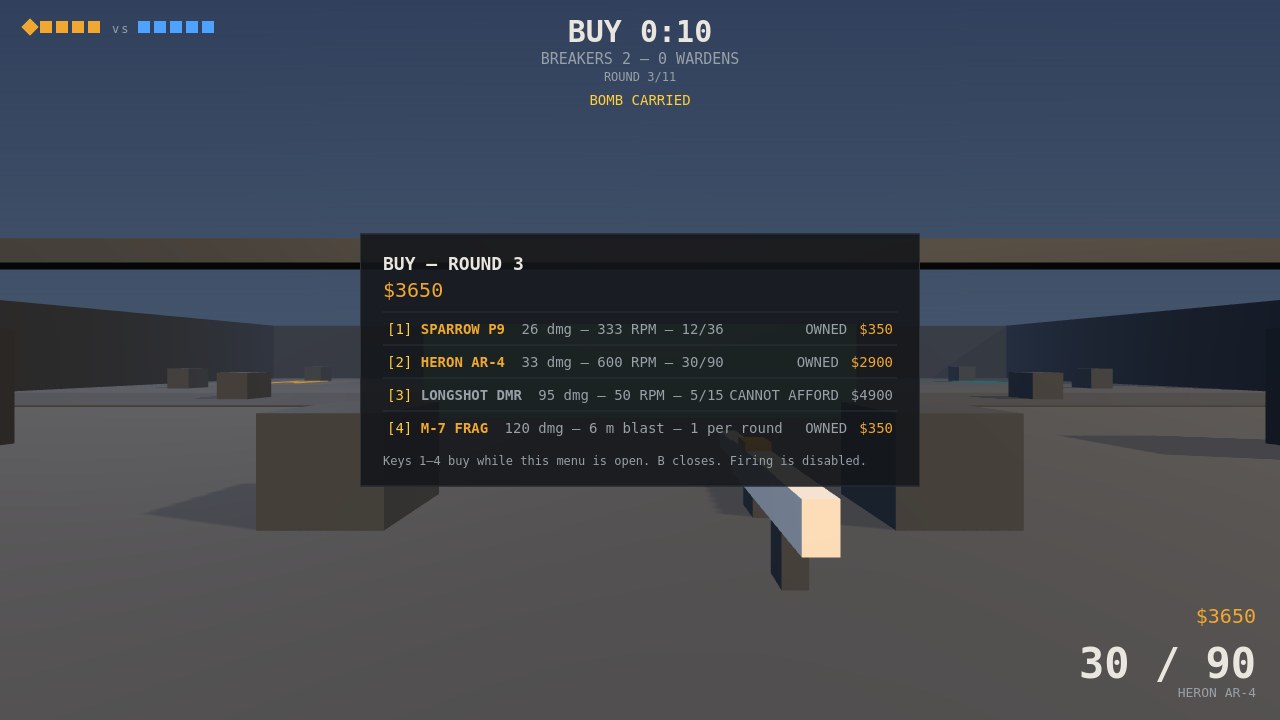 vs
BUY 0:10
BREAKERS 2 — 0 WARDENS
ROUND 3/11
BOMB CARRIED
BUY — ROUND 3
$3650
[1] SPARROW P9 26 dmg — 333 RPM — 12/36 OWNED $350
[2] HERON AR-4 33 dmg — 600 RPM — 30/90 OWNED $2900
[3] LONGSHOT DMR 95 dmg — 50 RPM — 5/15 CANNOT AFFORD $4900
[4] M-7 FRAG 120 dmg — 6 m blast — 1 per round OWNED $350
Keys 1–4 buy while this menu is open. B closes. Firing is disabled.
$3650
30 / 90
HERON AR-4